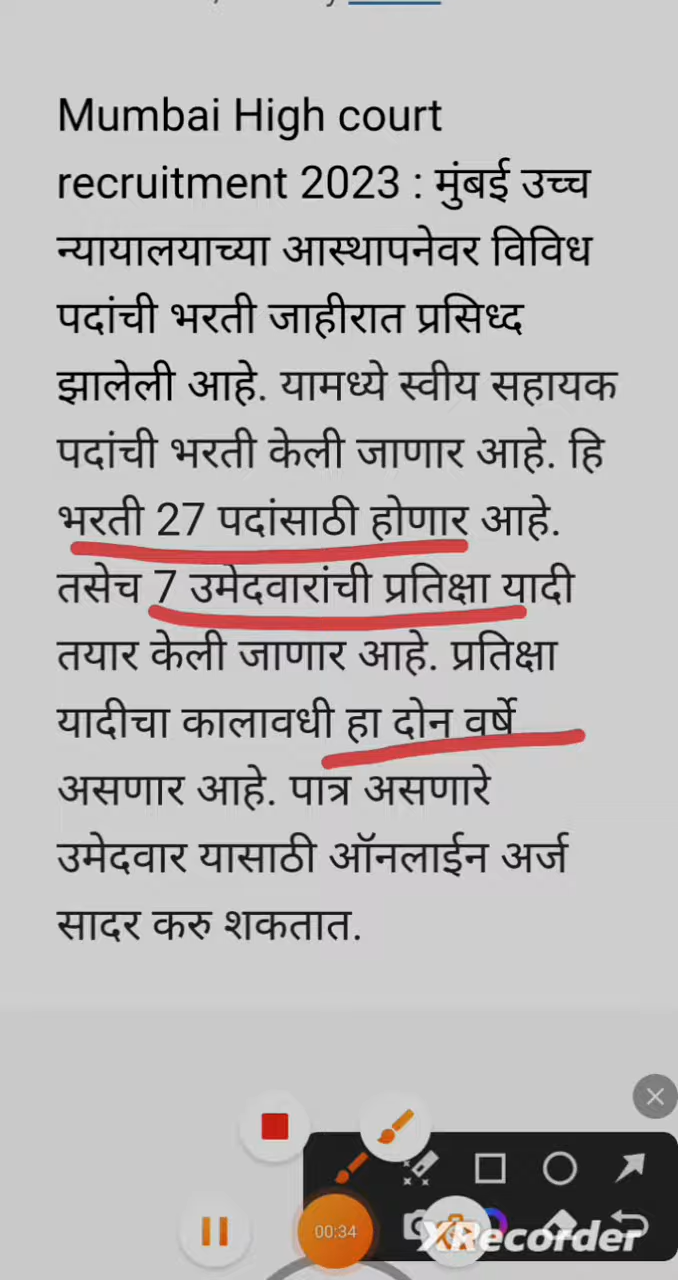 Mumbai High court
recruitment 2023 : मुंबई उच्च
न्यायालयाच्या आस्थापनेवर विविध
पदांची भरती जाहीरात प्रसिध्द
झालेली आहे. यामध्ये स्वीय सहायक
पदांची भरती केली जाणार आहे. हि
भरती 27 पदांसाठी होणार आहे.
तसेच 7 उमेदवारांची प्रतिक्षा यादी
तयार केली जाणार आहे. प्रतिक्षा
यादीचा कालावधी हा दोन वर्षे
असणार आहे. पात्र असणारे
उमेदवार यासाठी ऑनलाईन अर्ज
सादर करु शकतात.
00:34
XRecorder